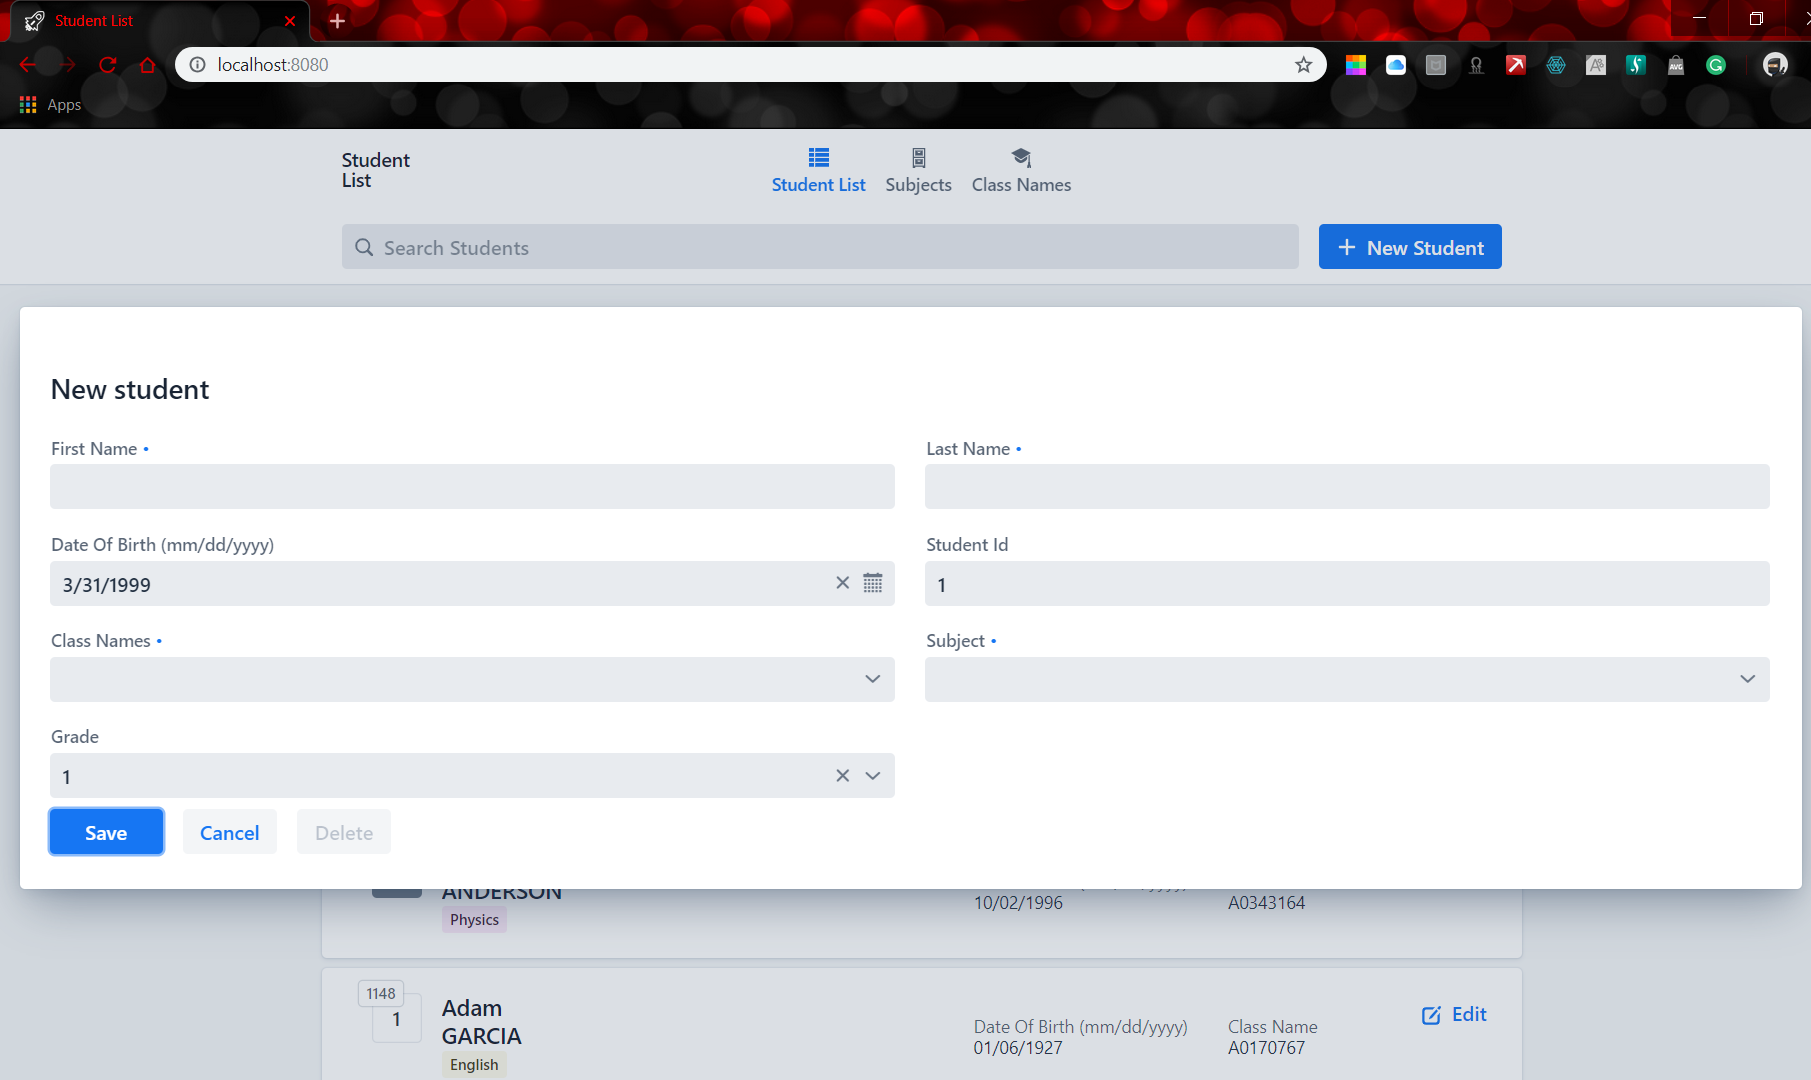 Student List
localhost:8080
Apps
Student
List
Student List
Subjects
Class Names
Search Students
+ New Student
New student
First Name •
Last Name •
Date Of Birth (mm/dd/yyyy)
Student Id
3/31/1999
1
Class Names •
Subject •
Grade
1
Save
Cancel
Delete
ANDERSON
10/02/1996
A0343164
Physics
1148
1
Adam
GARCIA
English
Date Of Birth (mm/dd/yyyy)
01/06/1927
Class Name
A0170767
Edit